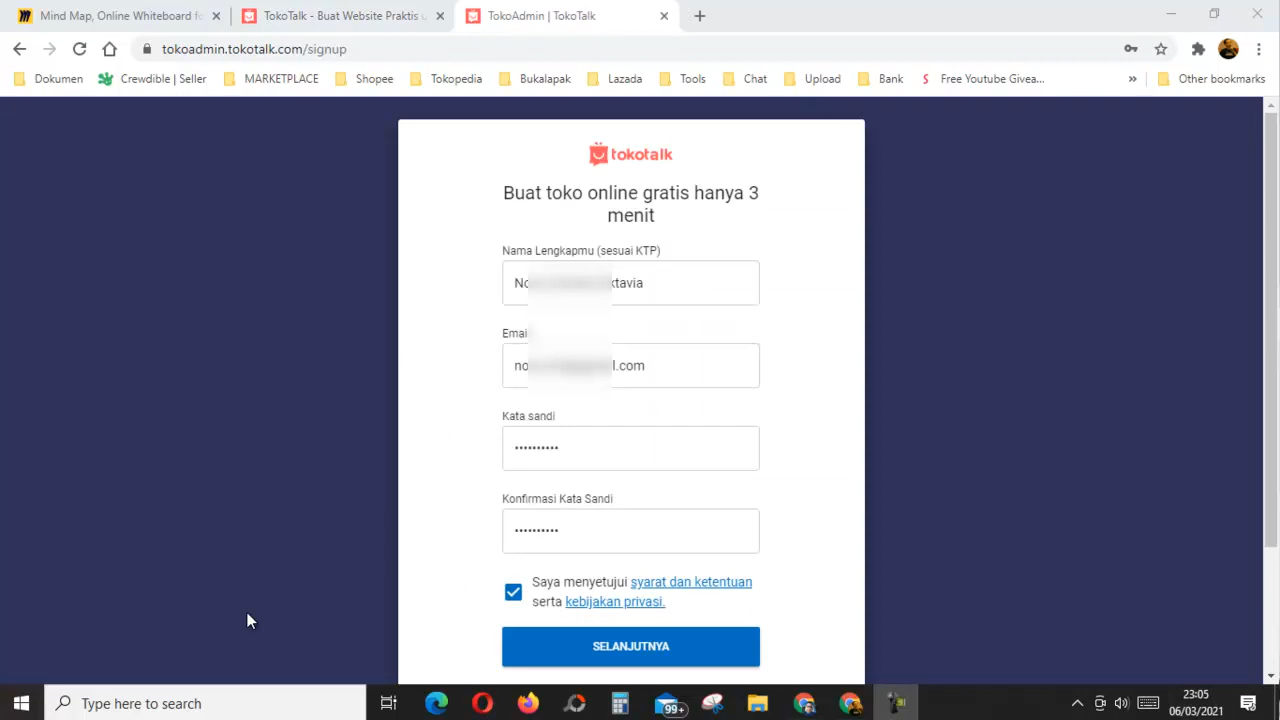 Mind Map, Online Whiteboard fo
TokoTalk - Buat Website Praktis u
TokoAdmin | TokoTalk
tokoadmin.tokotalk.com/signup
Dokumen
Crewdible | Seller
MARKETPLACE
Shopee
Tokopedia
Bukalapak
Lazada
Tools
Chat
Upload
Bank
Free Youtube Givea...
Other bookmarks
tokotalk
Buat toko online gratis hanya 3
menit
Nama Lengkapmu (sesuai KTP)
Emai
.com
Kata sandi
Konfirmasi Kata Sandi
Saya menyetujui syarat dan ketentuan
serta kebijakan privasi.
SELANJUTNYA
Type here to search
99+
23:05
06/03/2021